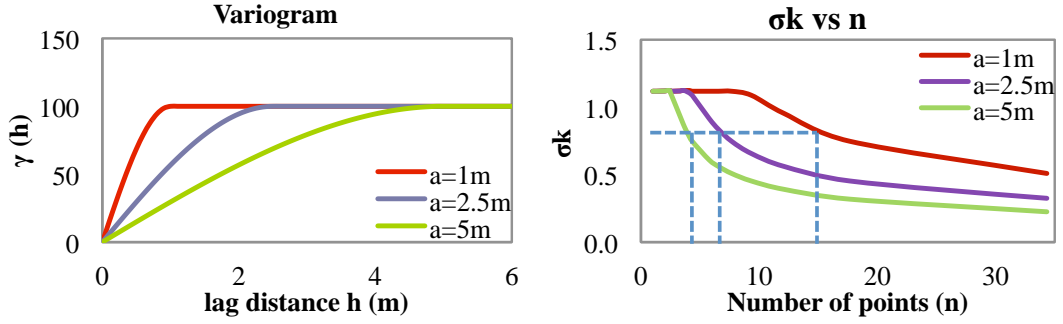 Variogram
150
100
50
0
γ (h)
a=1m
a=2.5m
a=5m
0 2 4 6
lag distance h (m)
σk vs n
1.5
1.0
0.5
0.0
σk
a=1m
a=2.5m
a=5m
0 10 20 30
Number of points (n)